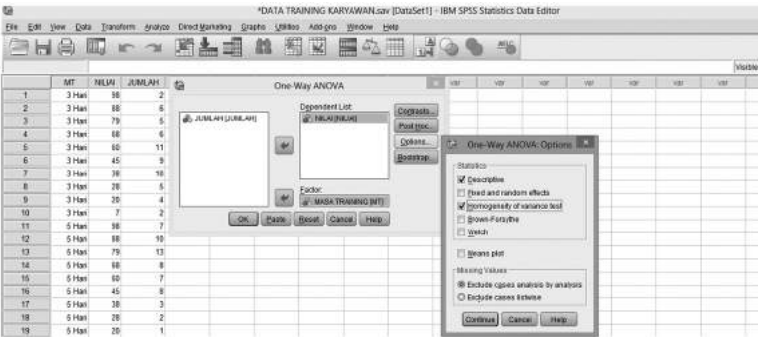 *DATA TRAINING KARYAWAN.sav [DataSet1] - IBM SPSS Statistics Data Editor
File Edit View Data Transform Analyze Direct Marketing Graphs Utilities Add-ons Window Help
Visible
MT NILIAI JUMLAH var var var var var var
1 3 Hari 98 2
2 3 Hari 88 6
3 3 Hari 79 5
4 3 Hari 68 6
5 3 Hari 60 11
6 3 Hari 45 9
7 3 Hari 38 10
8 3 Hari 28 5
9 3 Hari 20 4
10 3 Hari 7 2
11 5 Hari 98 7
12 5 Hari 88 10
13 5 Hari 79 13
14 5 Hari 68 8
15 5 Hari 60 7
16 5 Hari 45 8
17 5 Hari 38 3
18 5 Hari 28 2
19 5 Hari 20 1
One-Way ANOVA
JUMLAH [JUMLAH]
Dependent List:
NILAI [NILIAI]
Factor:
MASA TRAINING [MT]
Contrasts...
Post Hoc...
Options...
Bootstrap...
OK Paste Reset Cancel Help
One-Way ANOVA: Options
Statistics
Descriptive
Fixed and random effects
Homogeneity of variance test
Brown-Forsythe
Welch
Means plot
Missing Values
Exclude cases analysis by analysis
Exclude cases listwise
Continue Cancel Help